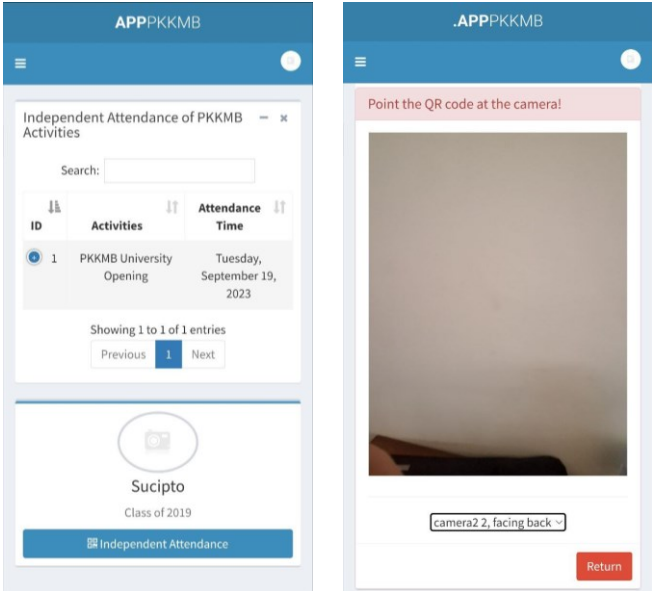 APPPKKMB
Independent Attendance of PKKMB
Activities
Search:
ID
Activities
Attendance
Time
1
PKKMB University
Opening
Tuesday,
September 19,
2023
Showing 1 to 1 of 1 entries
Previous 1 Next
Sucipto
Class of 2019
Independent Attendance
.APPPKKMB
Point the QR code at the camera!
camera2 2, facing back
Return